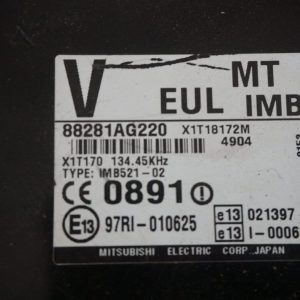 V MT
EUL IMB
88281AG220 X1T18172M
4904
X1T170 134.45KHz
TYPE: IMB521-02
CE 0891
E13 97RI-010625
e13 021397
e13 I-0006
MITSUBISHI ELECTRIC CORP. JAPAN